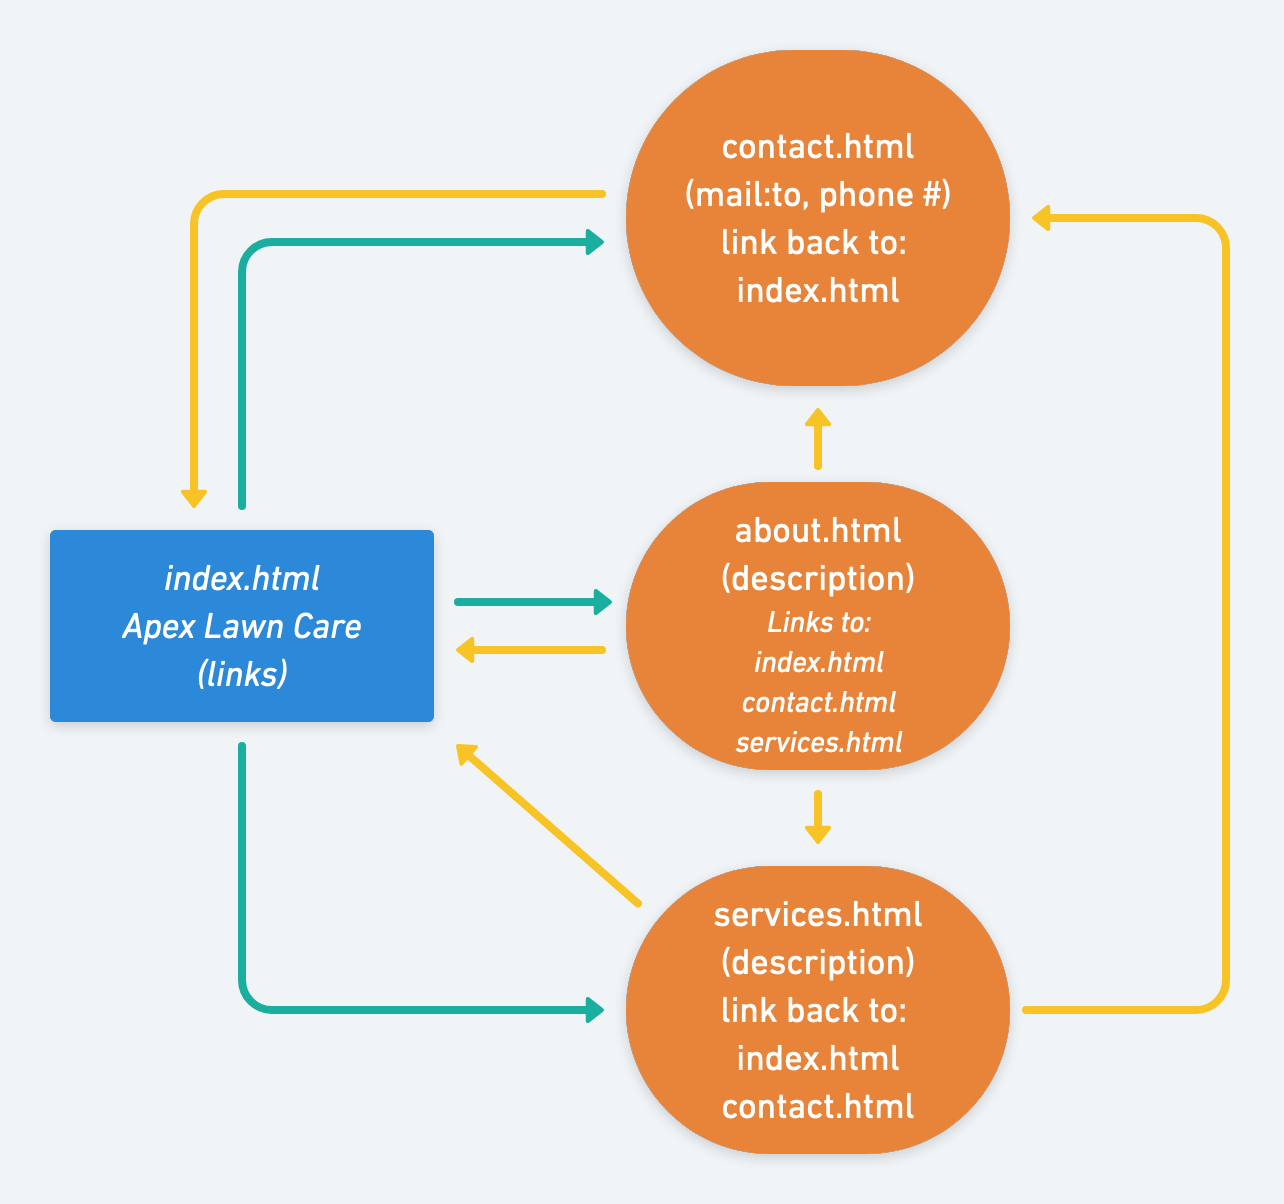 contact.html
(mail:to, phone #)
link back to:
index.html
index.html
Apex Lawn Care
(links)
about.html
(description)
Links to:
index.html
contact.html
services.html
services.html
(description)
link back to:
index.html
contact.html